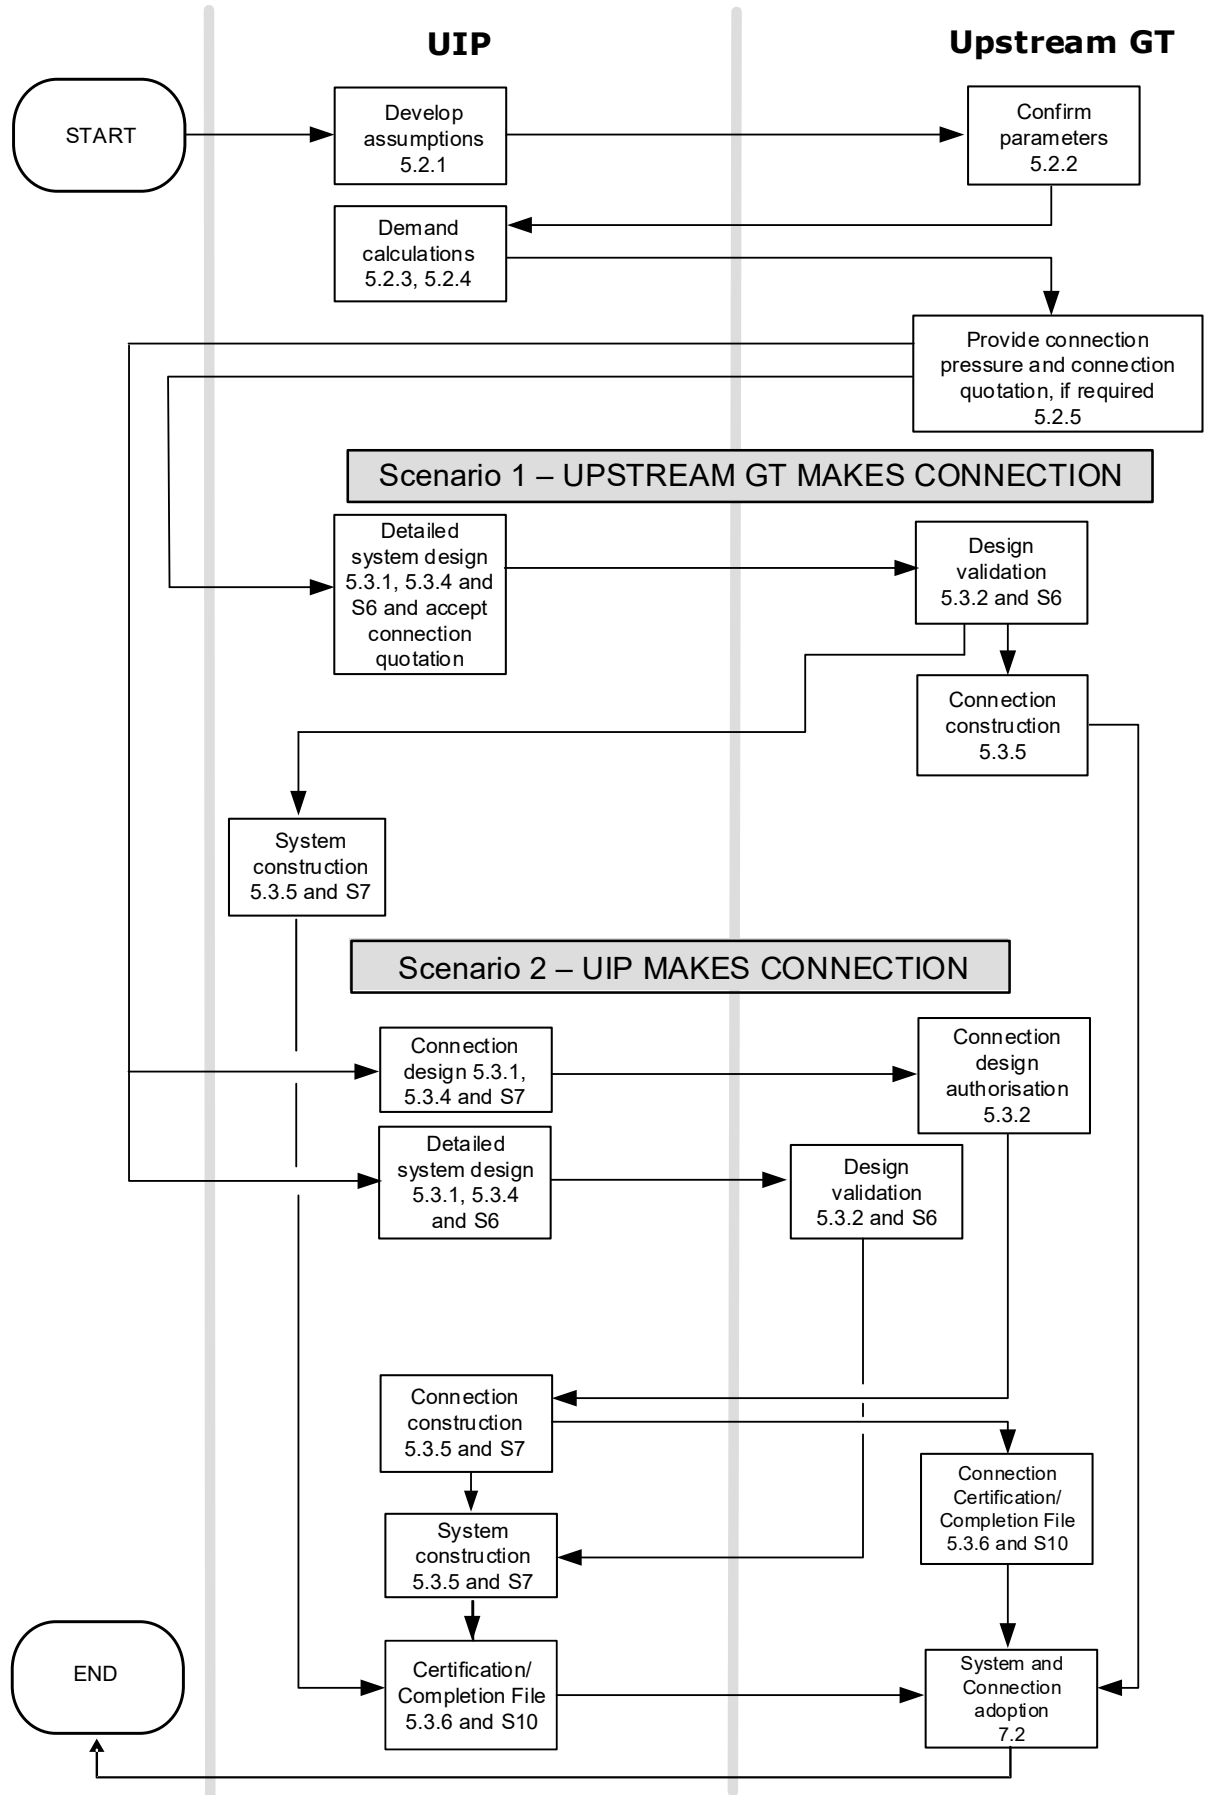 UIP
Upstream GT
START
Develop
assumptions
5.2.1
Confirm
parameters
5.2.2
Demand
calculations
5.2.3, 5.2.4
Provide connection
pressure and connection
quotation, if required
5.2.5
Scenario 1 – UPSTREAM GT MAKES CONNECTION
Detailed
system design
5.3.1, 5.3.4 and
S6 and accept
connection
quotation
Design
validation
5.3.2 and S6
Connection
construction
5.3.5
System
construction
5.3.5 and S7
Scenario 2 – UIP MAKES CONNECTION
Connection
design 5.3.1,
5.3.4 and S7
Connection
design
authorisation
5.3.2
Detailed
system design
5.3.1, 5.3.4
and S6
Design
validation
5.3.2 and S6
Connection
construction
5.3.5 and S7
Connection
Certification/
Completion File
5.3.6 and S10
System
construction
5.3.5 and S7
END
Certification/
Completion File
5.3.6 and S10
System and
Connection
adoption
7.2